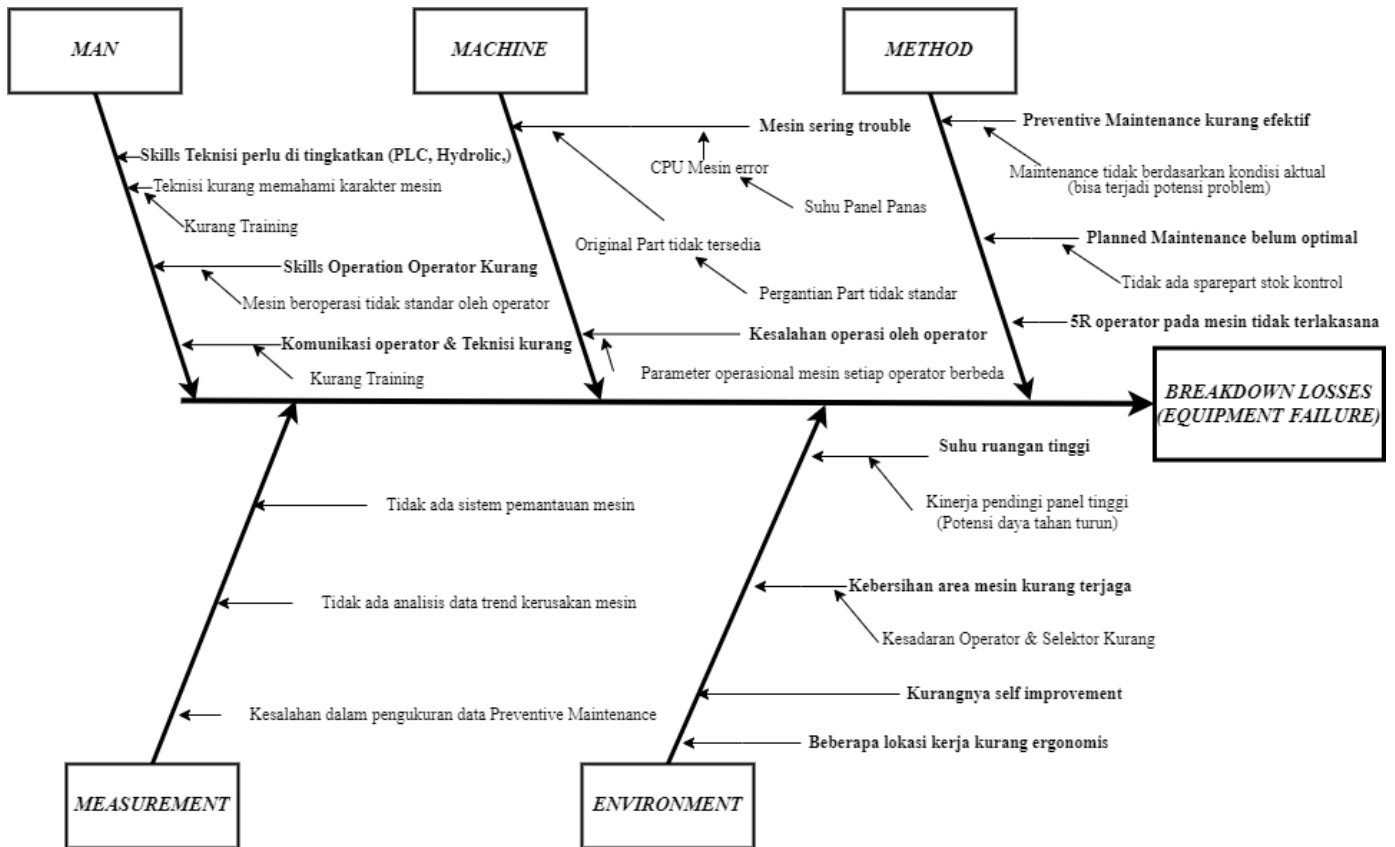 MAN
MACHINE
METHOD
Skills Teknisi perlu di tingkatkan (PLC, Hydrolic,)
Teknisi kurang memahami karakter mesin
Kurang Training
Skills Operation Operator Kurang
Mesin beroperasi tidak standar oleh operator
Komunikasi operator & Teknisi kurang
Kurang Training
Mesin sering trouble
CPU Mesin error
Suhu Panel Panas
Original Part tidak tersedia
Pergantian Part tidak standar
Kesalahan operasi oleh operator
Parameter operasional mesin setiap operator berbeda
Preventive Maintenance kurang efektif
Maintenance tidak berdasarkan kondisi aktual
(bisa terjadi potensi problem)
Planned Maintenance belum optimal
Tidak ada sparepart stok kontrol
5R operator pada mesin tidak terlakasana
BREAKDOWN LOSSES
(EQUIPMENT FAILURE)
Tidak ada sistem pemantauan mesin
Tidak ada analisis data trend kerusakan mesin
Kesalahan dalam pengukuran data Preventive Maintenance
Suhu ruangan tinggi
Kinerja pendingi panel tinggi
(Potensi daya tahan turun)
Kebersihan area mesin kurang terjaga
Kesadaran Operator & Selektor Kurang
Kurangnya self improvement
Beberapa lokasi kerja kurang ergonomis
MEASUREMENT
ENVIRONMENT